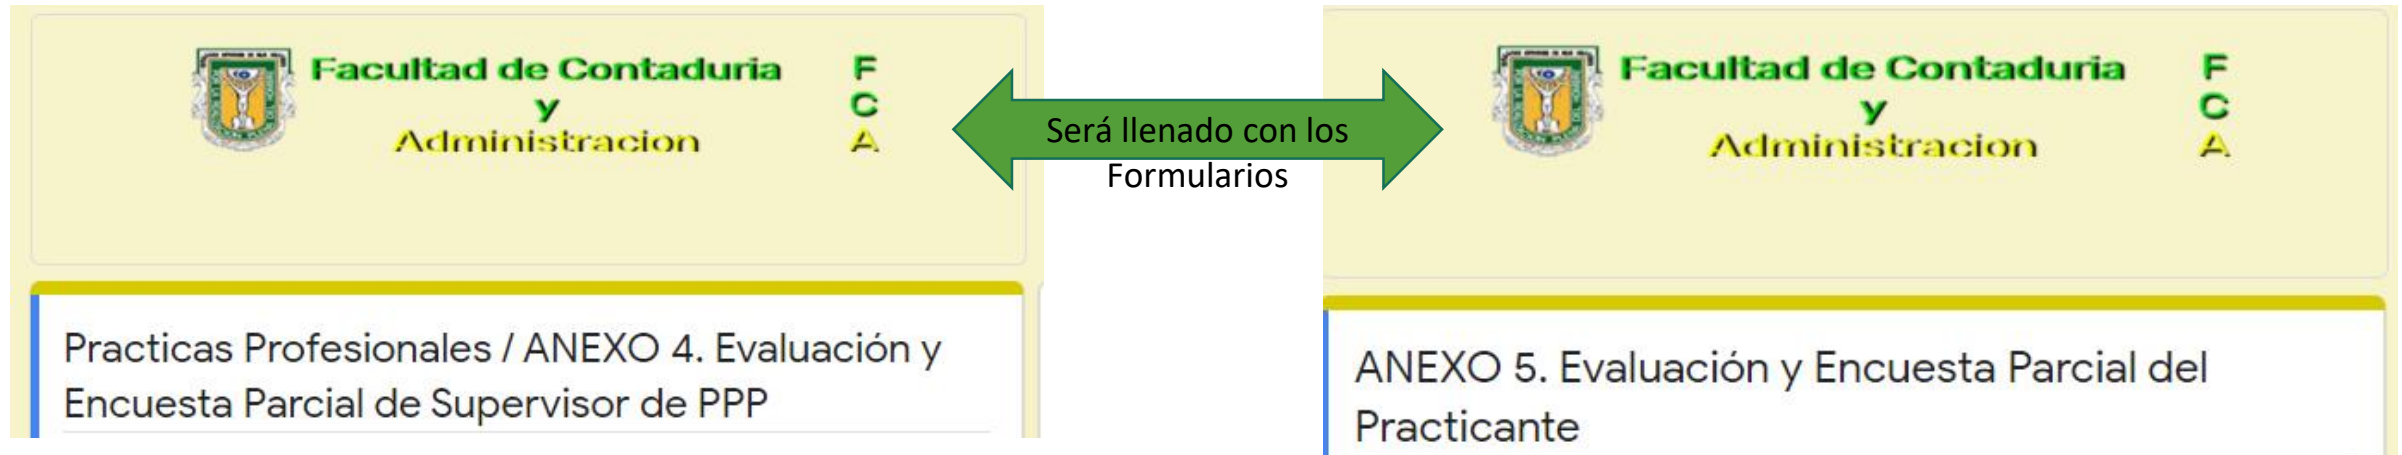 Facultad de Contaduria
y
Administracion
F
C
A
Practicas Profesionales / ANEXO 4. Evaluación y
Encuesta Parcial de Supervisor de PPP
Será llenado con los
Formularios
Facultad de Contaduria
y
Administracion
F
C
A
ANEXO 5. Evaluación y Encuesta Parcial del
Practicante